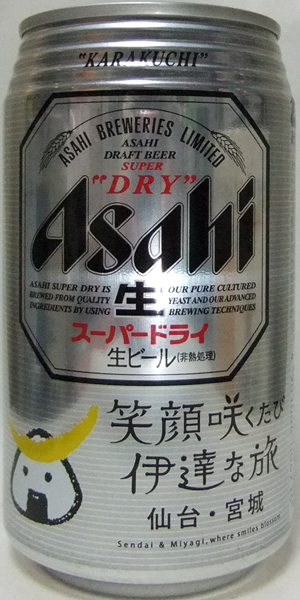 "KARAKUCHI"
ASAHI BREWERIES LIMITED
ASAHI
DRAFT BEER
SUPER
"DRY"
Asahi
ASAHI SUPER DRY IS
BREWED FROM QUALITY
INGREDIENTS BY USING
生
OUR PURE CULTURED
YEAST AND OUR ADVANCED
BREWING TECHNIQUES
スーパードライ
生ビール(非熱処理)
笑顔咲くたび
伊達な旅
仙台・宮城
Sendai & Miyagi, where smiles blossom